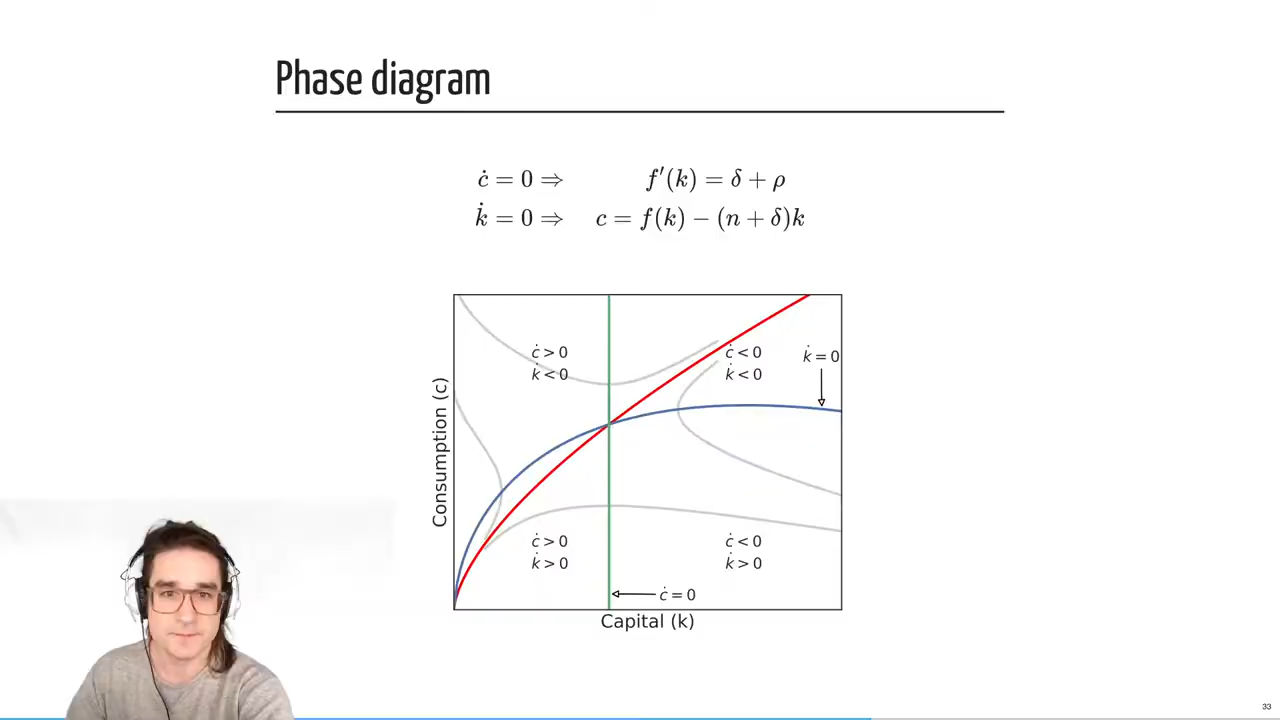 Phase diagram
ċ = 0 ⇒ f′(k) = δ + ρ
k̇ = 0 ⇒ c = f(k) − (n + δ)k
ċ > 0
k̇ < 0
ċ < 0
k̇ < 0
k̇ = 0
Consumption (c)
ċ > 0
k̇ > 0
ċ < 0
k̇ > 0
ċ = 0
Capital (k)
33